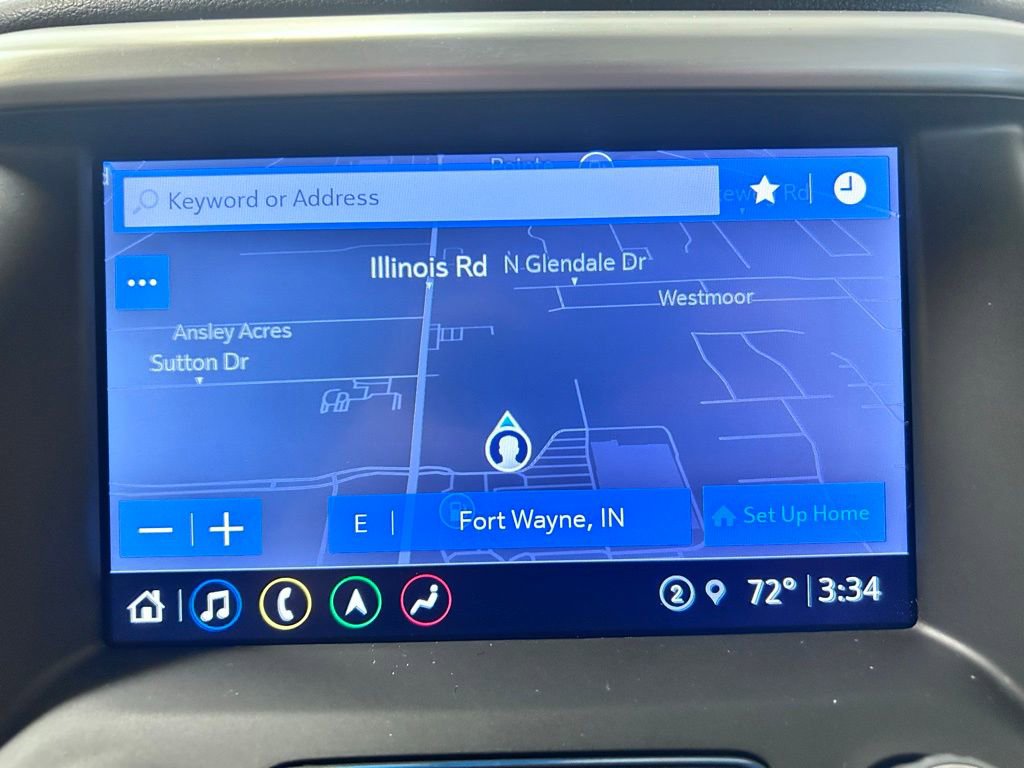 Keyword or Address
Illinois Rd
N Glendale Dr
Westmoor
Ansley Acres
Sutton Dr
E
Fort Wayne, IN
Set Up Home
2
72°
3:34